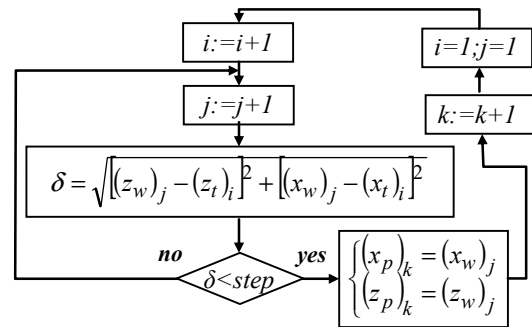 i:=i+1
i=1;j=1
j:=j+1
k:=k+1
δ = √([(z_w)_j − (z_t)_i]² + [(x_w)_j − (x_t)_i]²)
no
yes
δ<step
{(x_p)_k = (x_w)_j
(z_p)_k = (z_w)_j